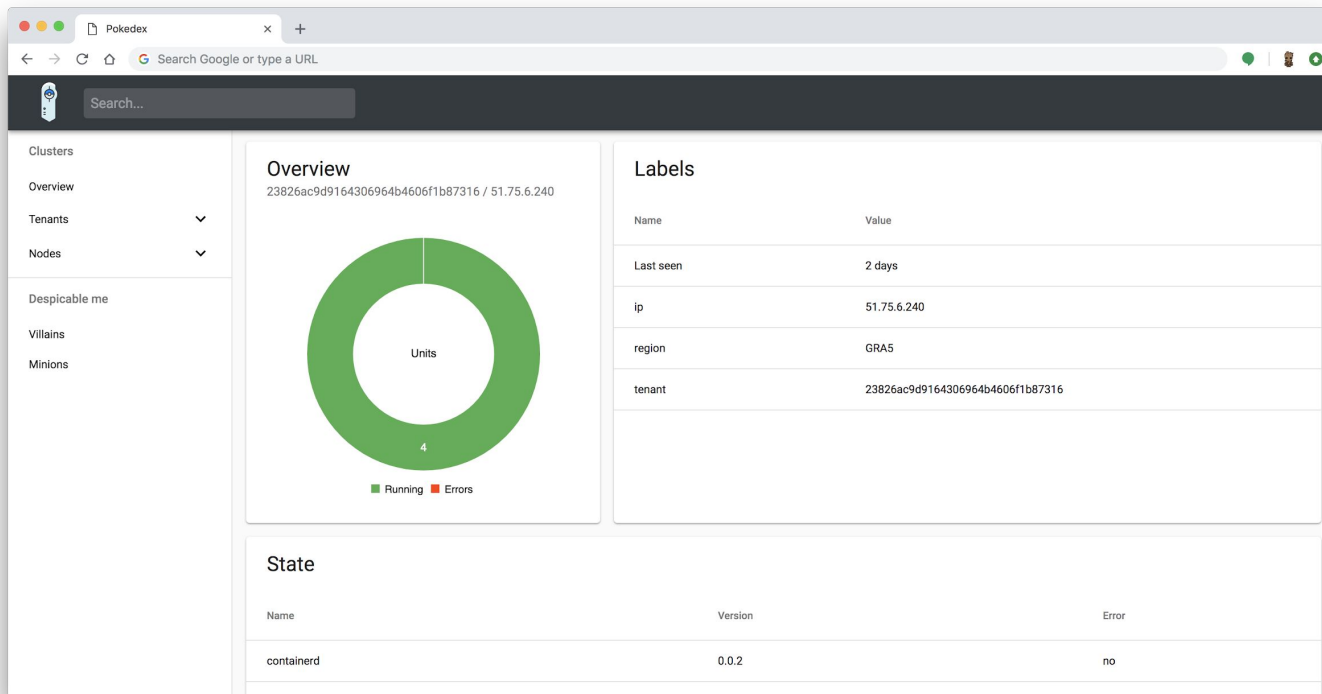 Pokedex
Search Google or type a URL
Search...
Clusters
Overview
Tenants
Nodes
Despicable me
Villains
Minions
Overview
23826ac9d9164306964b4606f1b87316 / 51.75.6.240
Units
4
Running Errors
Labels
Name Value
Last seen 2 days
ip 51.75.6.240
region GRA5
tenant 23826ac9d9164306964b4606f1b87316
State
Name Version Error
containerd 0.0.2 no